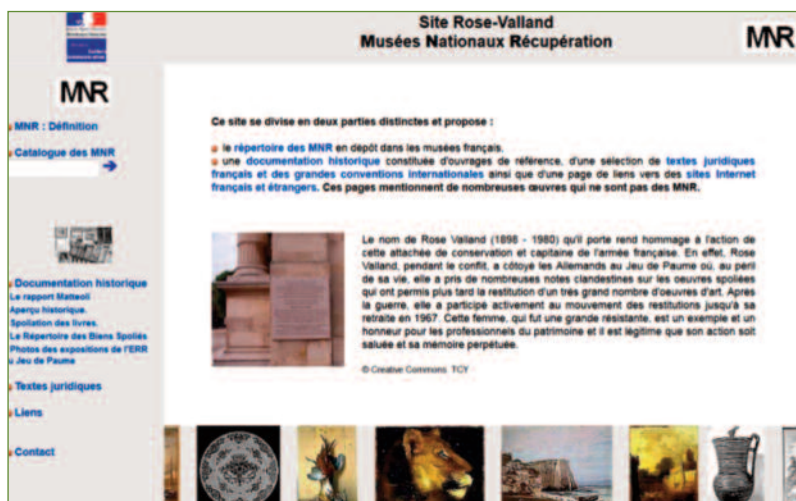 Site Rose-Valland
Musées Nationaux Récupération
MNR
MNR
MNR : Définition
Catalogue des MNR
Documentation historique
Le rapport Matteoli
Aperçu historique.
Spoliation des livres.
Le Répertoire des Biens Spoliés
Photos des expositions de l'ERR
u Jeu de Paume
Textes juridiques
Liens
Contact
Ce site se divise en deux parties distinctes et propose :
le répertoire des MNR en dépôt dans les musées français.
une documentation historique constituée d'ouvrages de référence, d'une sélection de textes juridiques
français et des grandes conventions internationales ainsi que d'une page de liens vers des sites Internet
français et étrangers. Ces pages mentionnent de nombreuses œuvres qui ne sont pas des MNR.
Le nom de Rose Valland (1898 - 1980) qu'il porte rend hommage à l'action de
cette attachée de conservation et capitaine de l'armée française. En effet, Rose
Valland, pendant le conflit, a côtoyé les Allemands au Jeu de Paume où, au péril
de sa vie, elle a pris de nombreuses notes clandestines sur les oeuvres spoliées
qui ont permis plus tard la restitution d'un très grand nombre d'oeuvres d'art. Après
la guerre, elle a participé activement au mouvement des restitutions jusqu'à sa
retraite en 1967. Cette femme, qui fut une grande résistante, est un exemple et un
honneur pour les professionnels du patrimoine et il est légitime que son action soit
saluée et sa mémoire perpétuée.
© Creative Commons TCY